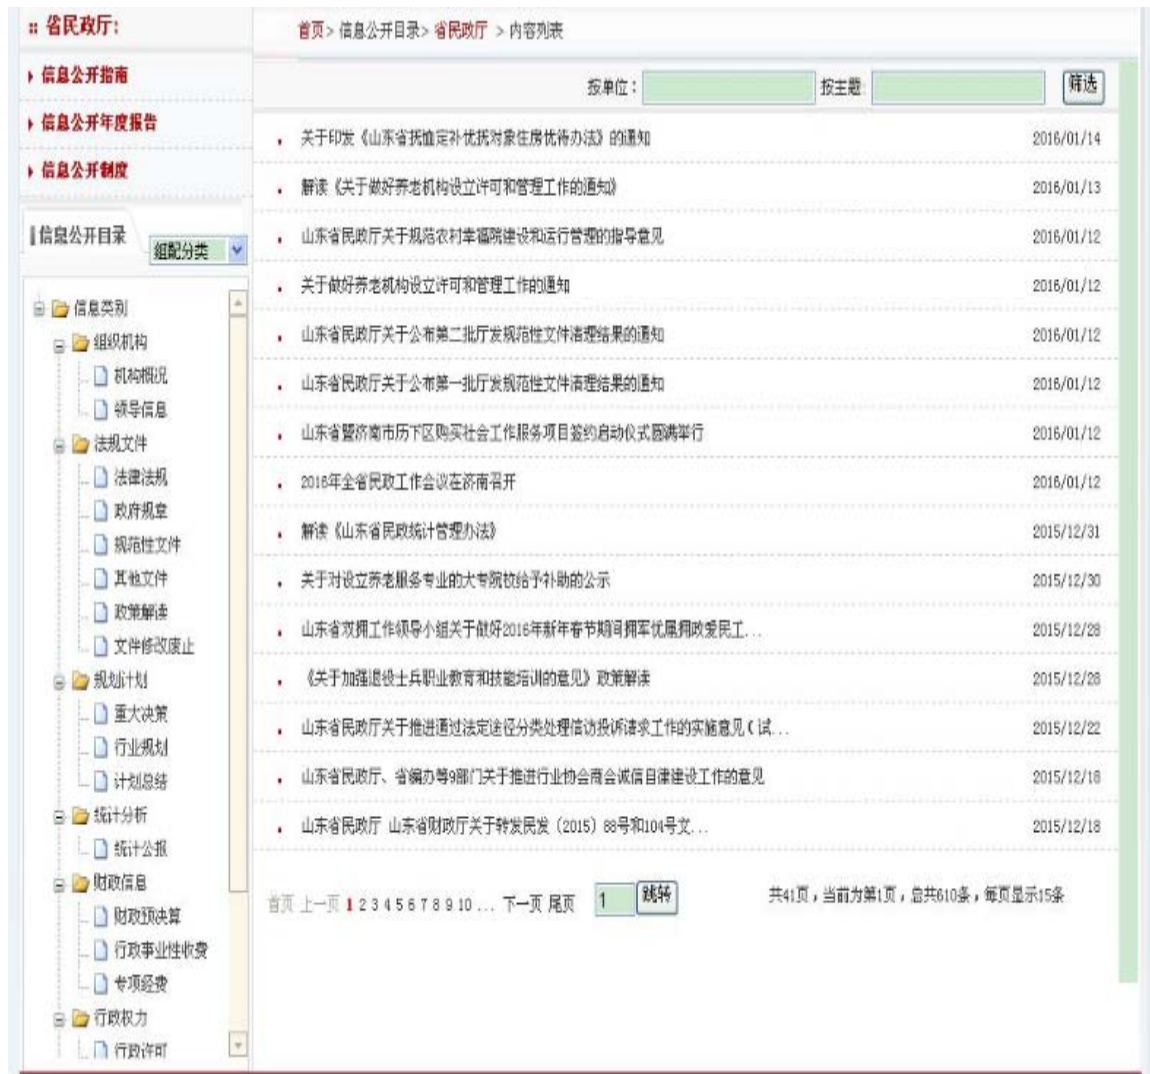 :: 省民政厅:
首页> 信息公开目录> 省民政厅 > 内容列表
信息公开指南
信息公开年度报告
信息公开制度
信息公开目录
组配分类
信息类别
组织机构
机构概况
领导信息
法规文件
法律法规
政府规章
规范性文件
其他文件
政策解读
文件修改废止
规划计划
重大决策
行业规划
计划总结
统计分析
统计公报
财政信息
财政预决算
行政事业性收费
专项经费
行政权力
行政许可
按单位： 按主题: 筛选
关于印发《山东省抚恤定补优抚对象住房优待办法》的通知 2016/01/14
解读《关于做好养老机构设立许可和管理工作的通知》 2016/01/13
山东省民政厅关于规范农村幸福院建设和运行管理的指导意见 2016/01/12
关于做好养老机构设立许可和管理工作的通知 2016/01/12
山东省民政厅关于公布第二批厅发规范性文件清理结果的通知 2016/01/12
山东省民政厅关于公布第一批厅发规范性文件清理结果的通知 2016/01/12
山东省暨济南市历下区购买社会工作服务项目签约启动仪式圆满举行 2016/01/12
2016年全省民政工作会议在济南召开 2016/01/12
解读《山东省民政统计管理办法》 2015/12/31
关于对设立养老服务专业的大专院校给予补助的公示 2015/12/30
山东省双拥工作领导小组关于做好2016年新年春节期间拥军优属拥政爱民工... 2015/12/28
《关于加强退役士兵职业教育和技能培训的意见》政策解读 2015/12/28
山东省民政厅关于推进通过法定途径分类处理信访投诉请求工作的实施意见（试... 2015/12/22
山东省民政厅、省编办等9部门关于推进行业协会商会诚信自律建设工作的意见 2015/12/18
山东省民政厅 山东省财政厅关于转发民发（2015）88号和104号文... 2015/12/18
首页 上一页 1 2 3 4 5 6 7 8 9 10 ... 下一页 尾页 1 跳转 共41页，当前为第1页，总共610条，每页显示15条